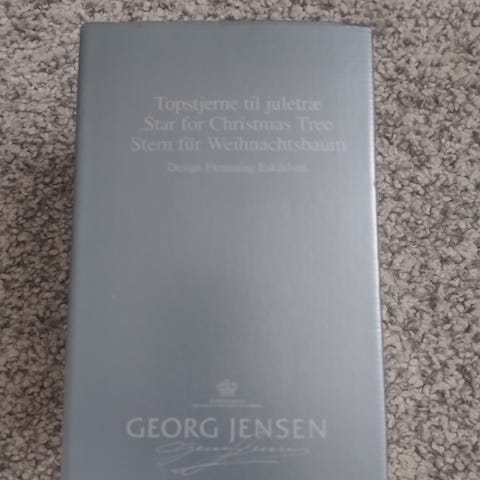 Topstjerne til juletræ
Star for Christmas Tree
Stern für Weihnachtsbaum
Design Flemming Eskildsen
GEORG JENSEN